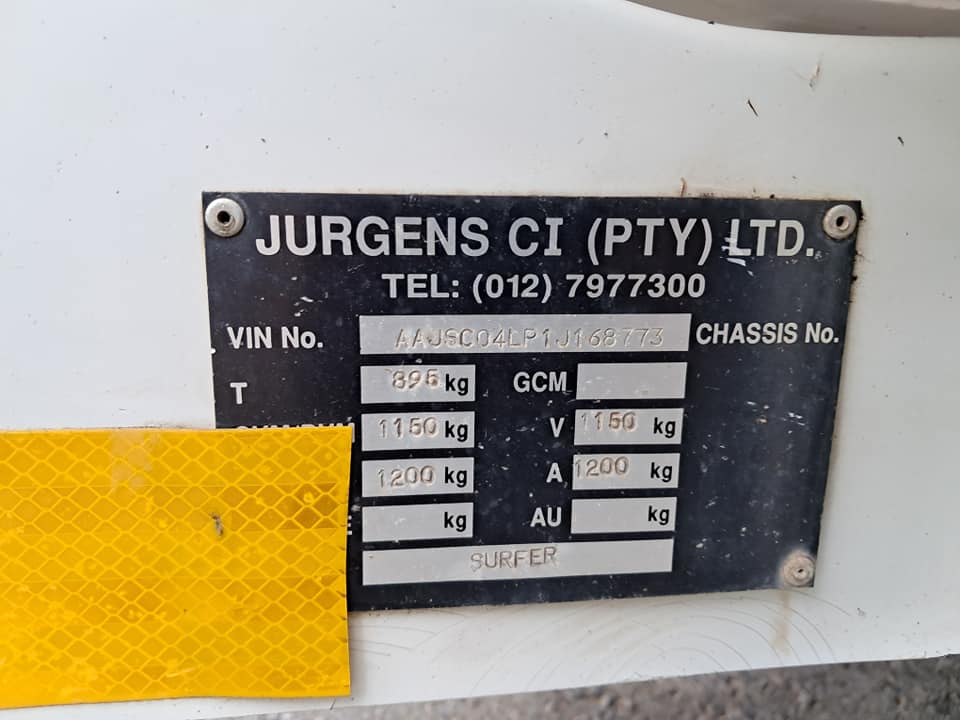 JURGENS CI (PTY) LTD.
TEL: (012) 7977300
VIN No. AAJSC04LP1J168773 CHASSIS No.
T 895 kg GCM
1150 kg V 1150 kg
1200 kg A 1200 kg
kg AU kg
SURFER